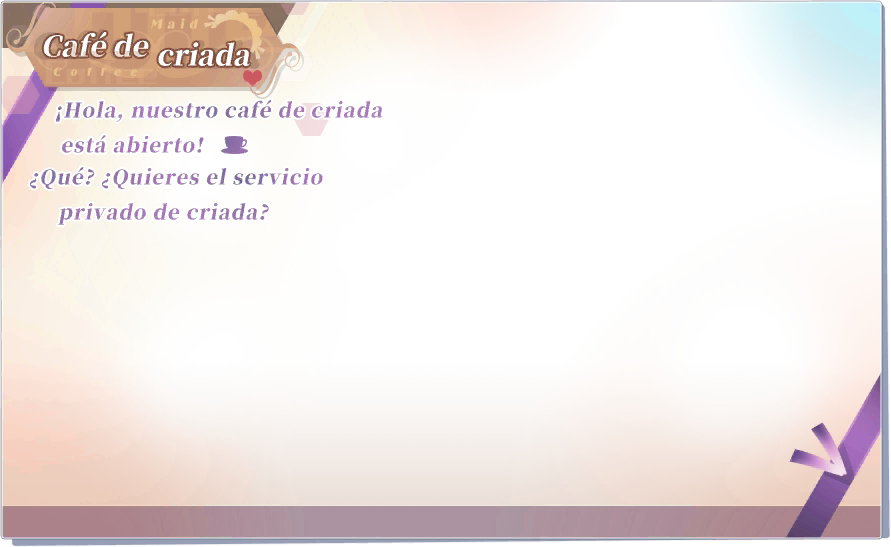 Maid
Café de criada
Coffee
¡Hola, nuestro café de criada
está abierto!
¿Qué? ¿Quieres el servicio
privado de criada?